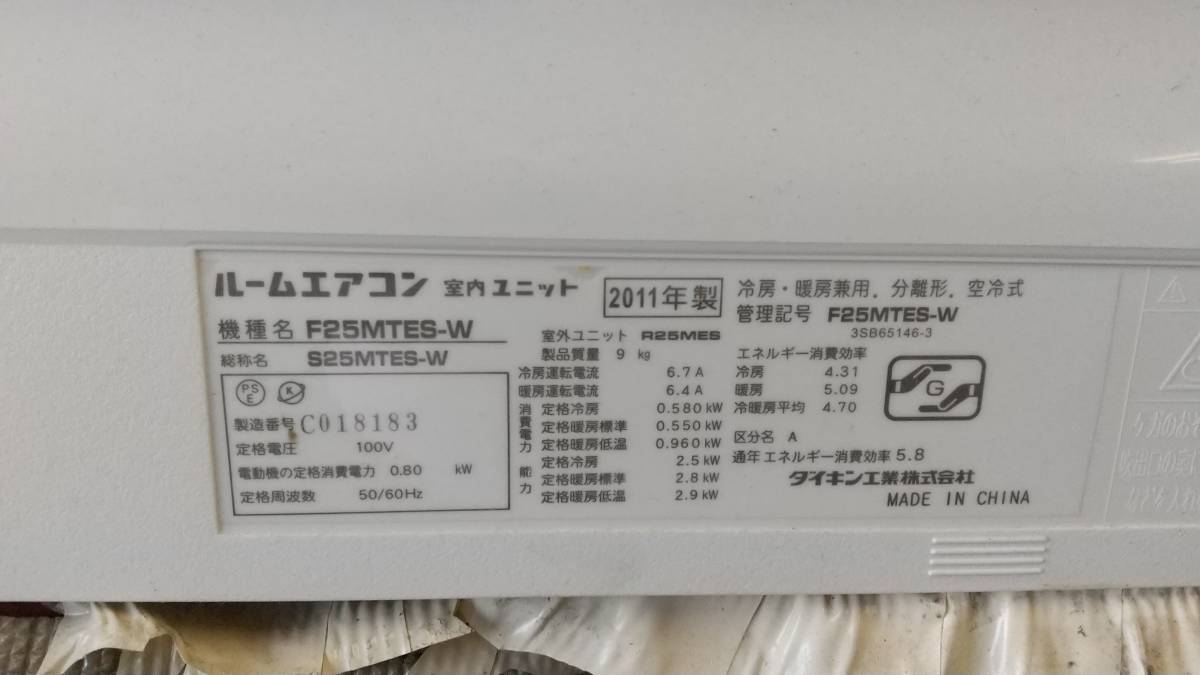 ルームエアコン 室内ユニット 2011年製
機種名 F25MTES-W
総称名 S25MTES-W
PSE K
製造番号 C018183
定格電圧 100V
電動機の定格消費電力 0.80 kW
定格周波数 50/60Hz
室外ユニット R25MES
製品質量 9 kg
冷房運転電流 6.7 A
暖房運転電流 6.4 A
消費電力 定格冷房 0.580 kW
定格暖房標準 0.550 kW
定格暖房低温 0.960 kW
能力 定格冷房 2.5 kW
定格暖房標準 2.8 kW
定格暖房低温 2.9 kW
冷房・暖房兼用．分離形．空冷式
管理記号 F25MTES-W
3SB65146-3
エネルギー消費効率
冷房 4.31
暖房 5.09
冷暖房平均 4.70
G
区分名 A
通年エネルギー消費効率 5.8
ダイキン工業株式会社
MADE IN CHINA